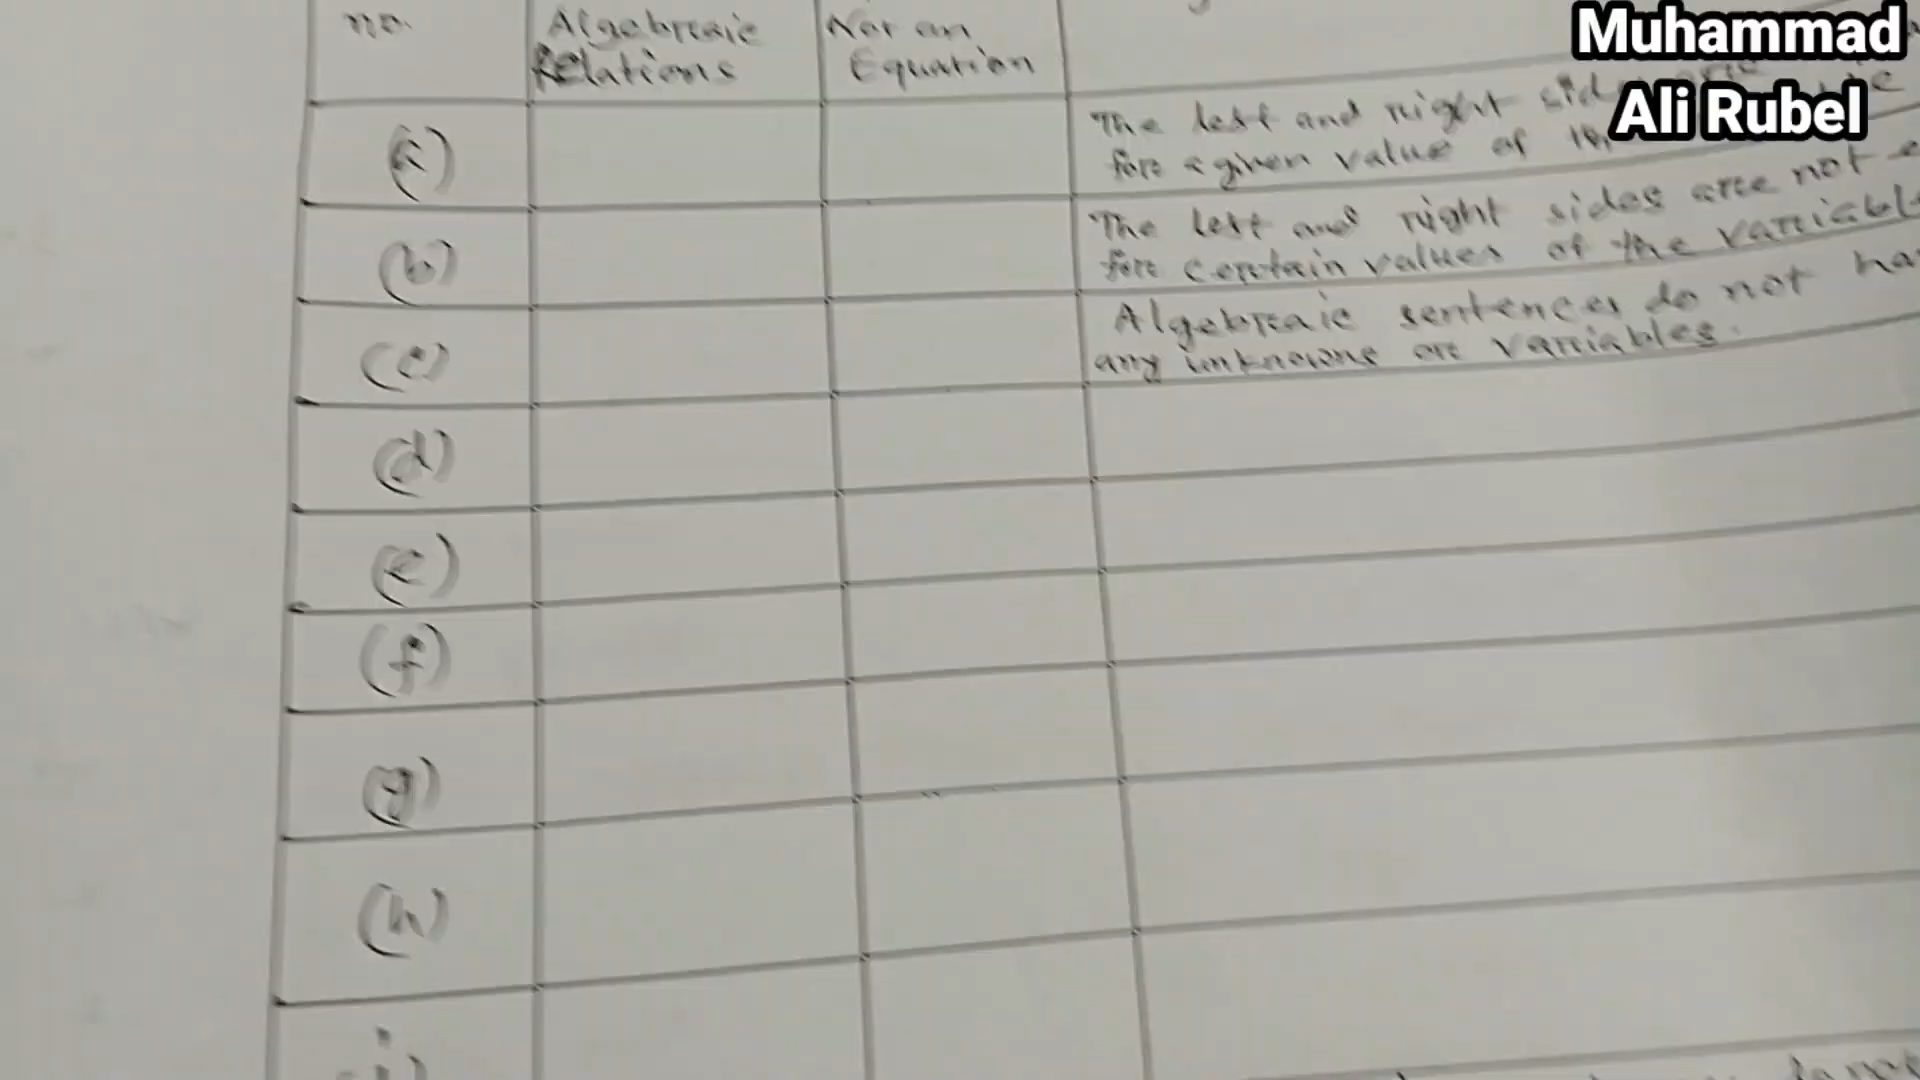 Muhammad
Ali Rubel
no. Algebraic Not an
Relations Equation
(a) The left and right
for a given value of
(b) The left and right sides are not
for certain values of the variable
(c) Algebraic sentences do not
any unknowns or variables.
(d)
(e)
(f)
(g)
(h)